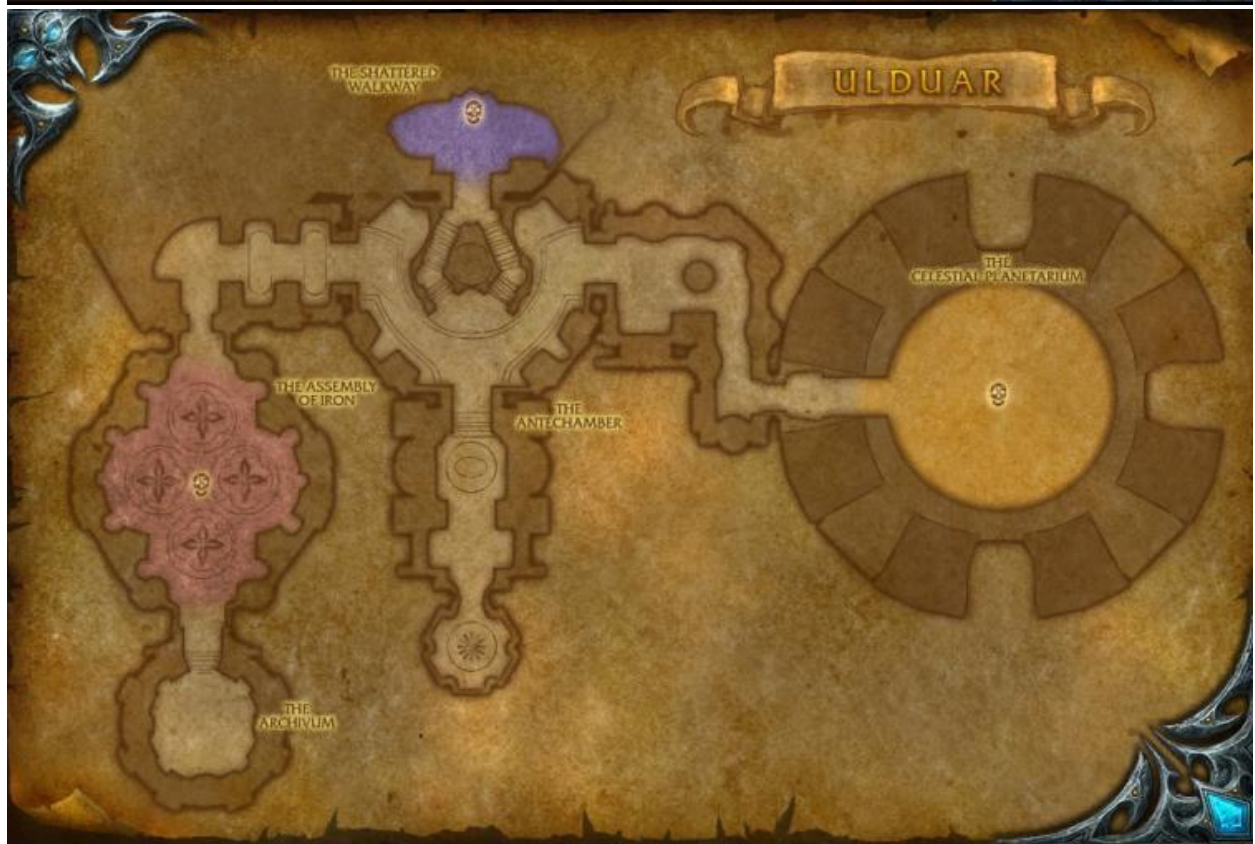 THE SHATTERED
WALKWAY
ULDUAR
THE
CELESTIAL PLANETARIUM
THE ASSEMBLY
OF IRON
THE
ANTECHAMBER
THE
ARCHIVUM